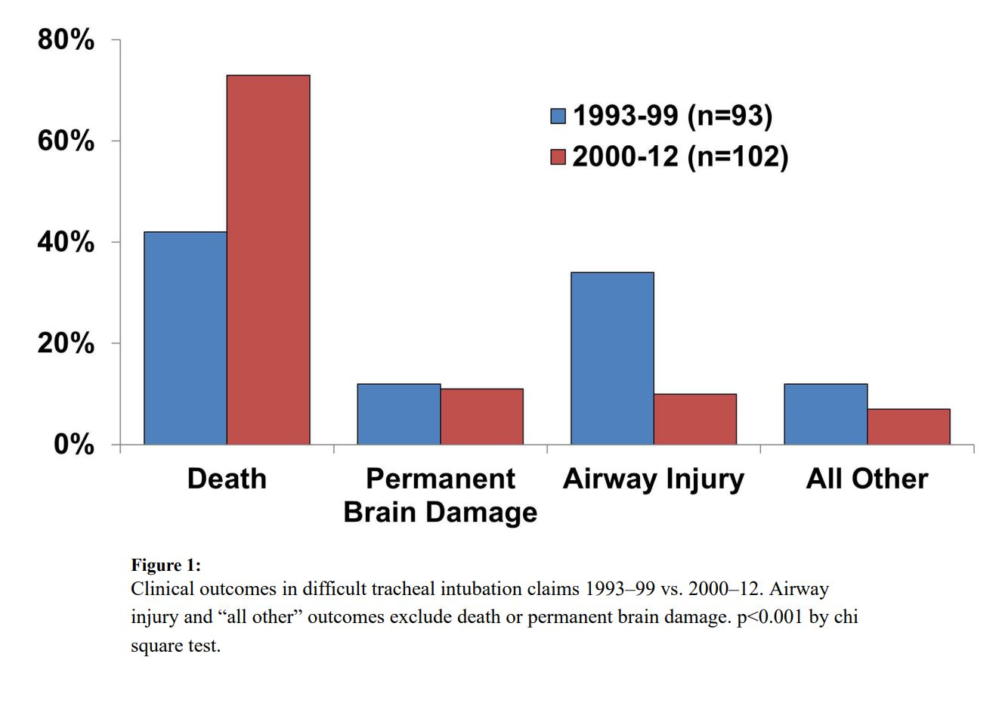 80%
60%
40%
20%
0%
1993-99 (n=93)
2000-12 (n=102)
Death
Permanent
Brain Damage
Airway Injury
All Other
Figure 1:
Clinical outcomes in difficult tracheal intubation claims 1993–99 vs. 2000–12. Airway
injury and “all other” outcomes exclude death or permanent brain damage. p<0.001 by chi
square test.